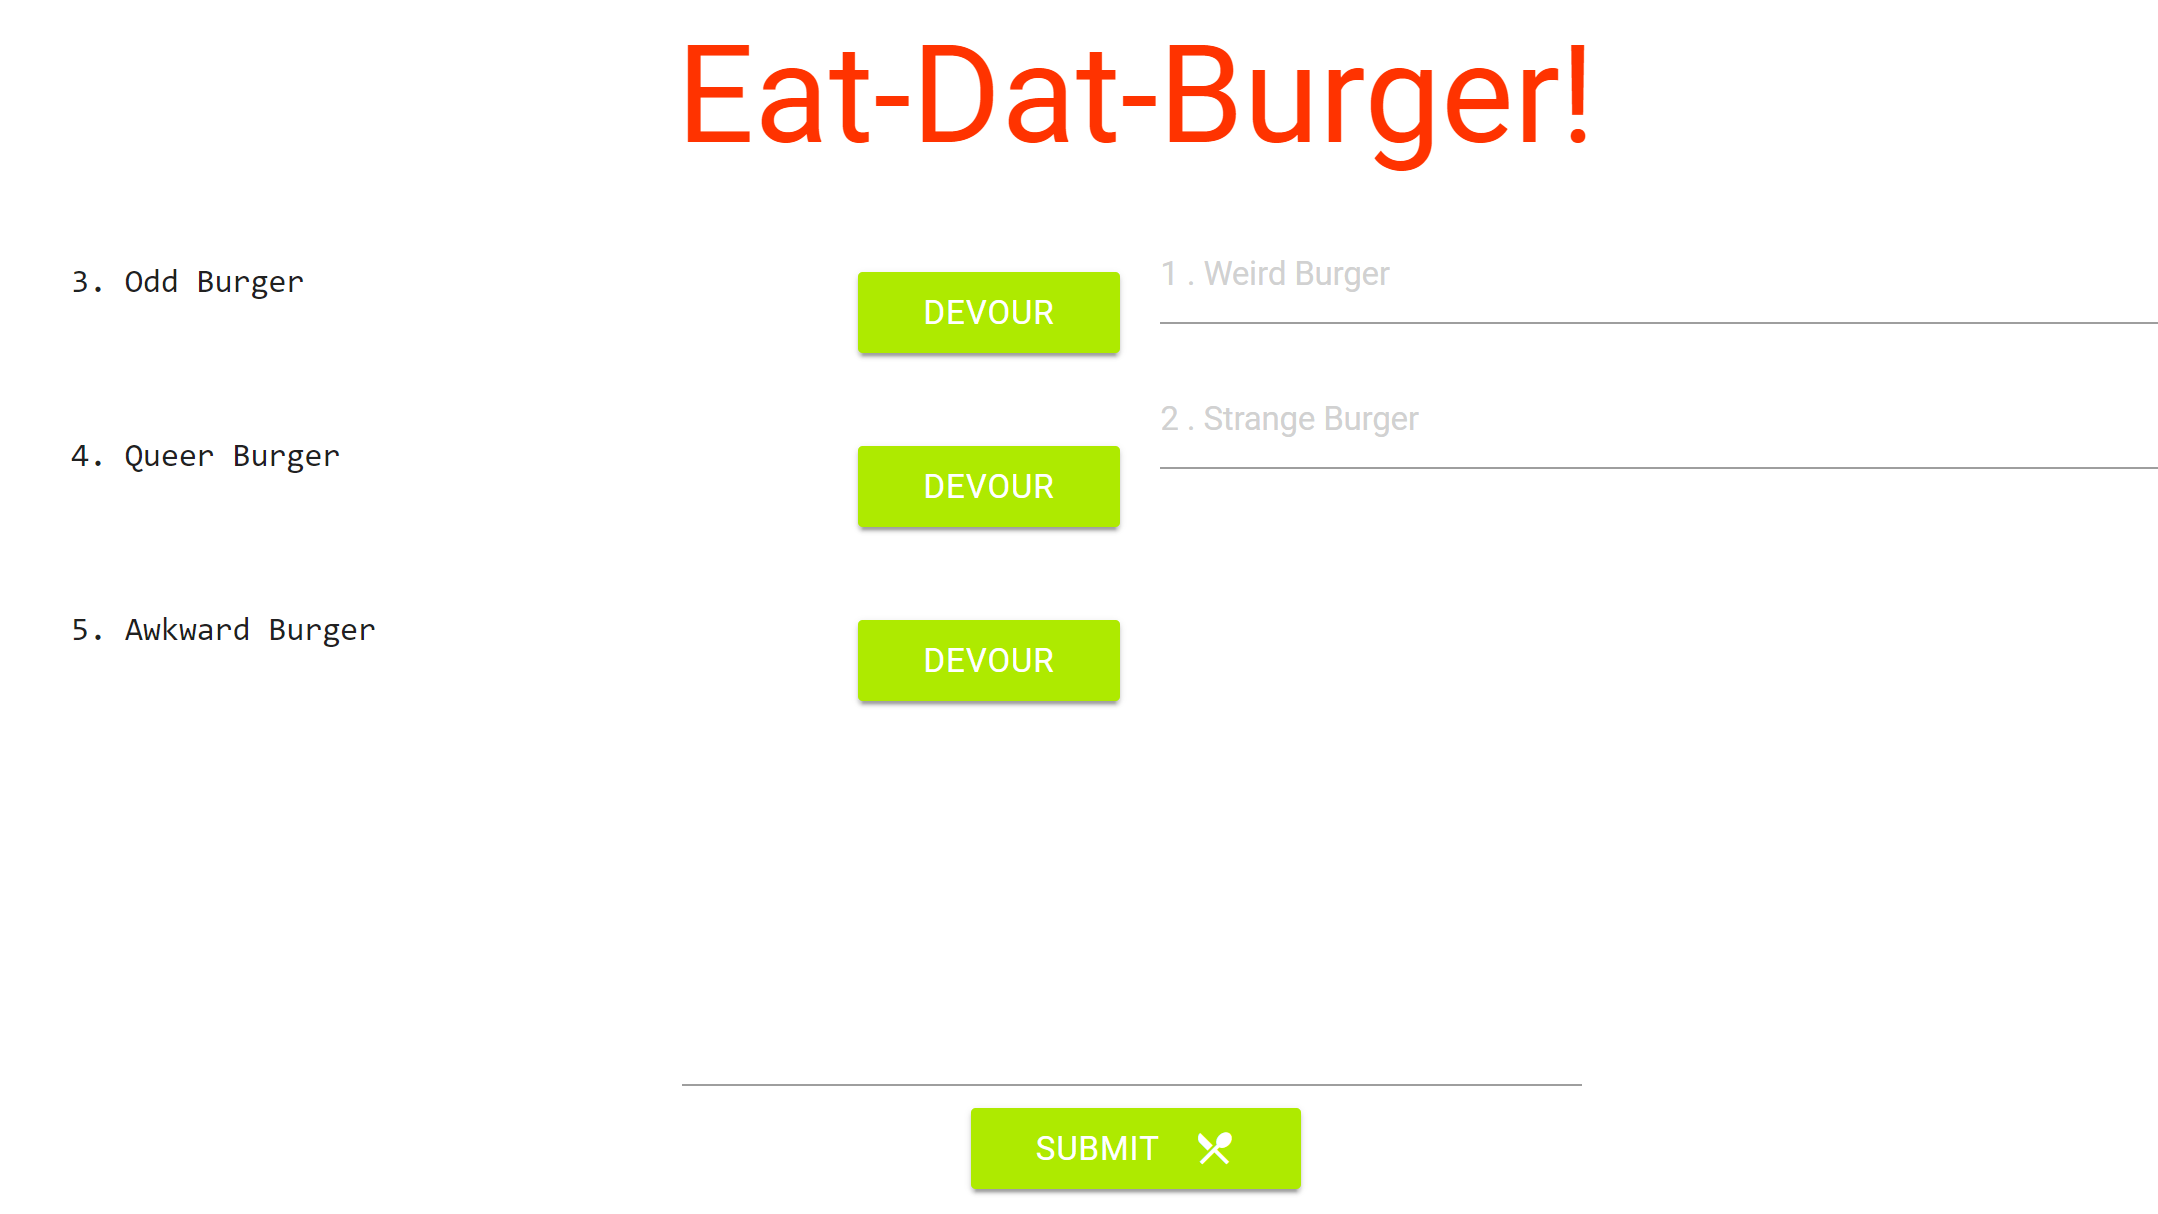 Eat-Dat-Burger!
3. Odd Burger
DEVOUR
4. Queer Burger
DEVOUR
5. Awkward Burger
DEVOUR
1 . Weird Burger
2 . Strange Burger
SUBMIT